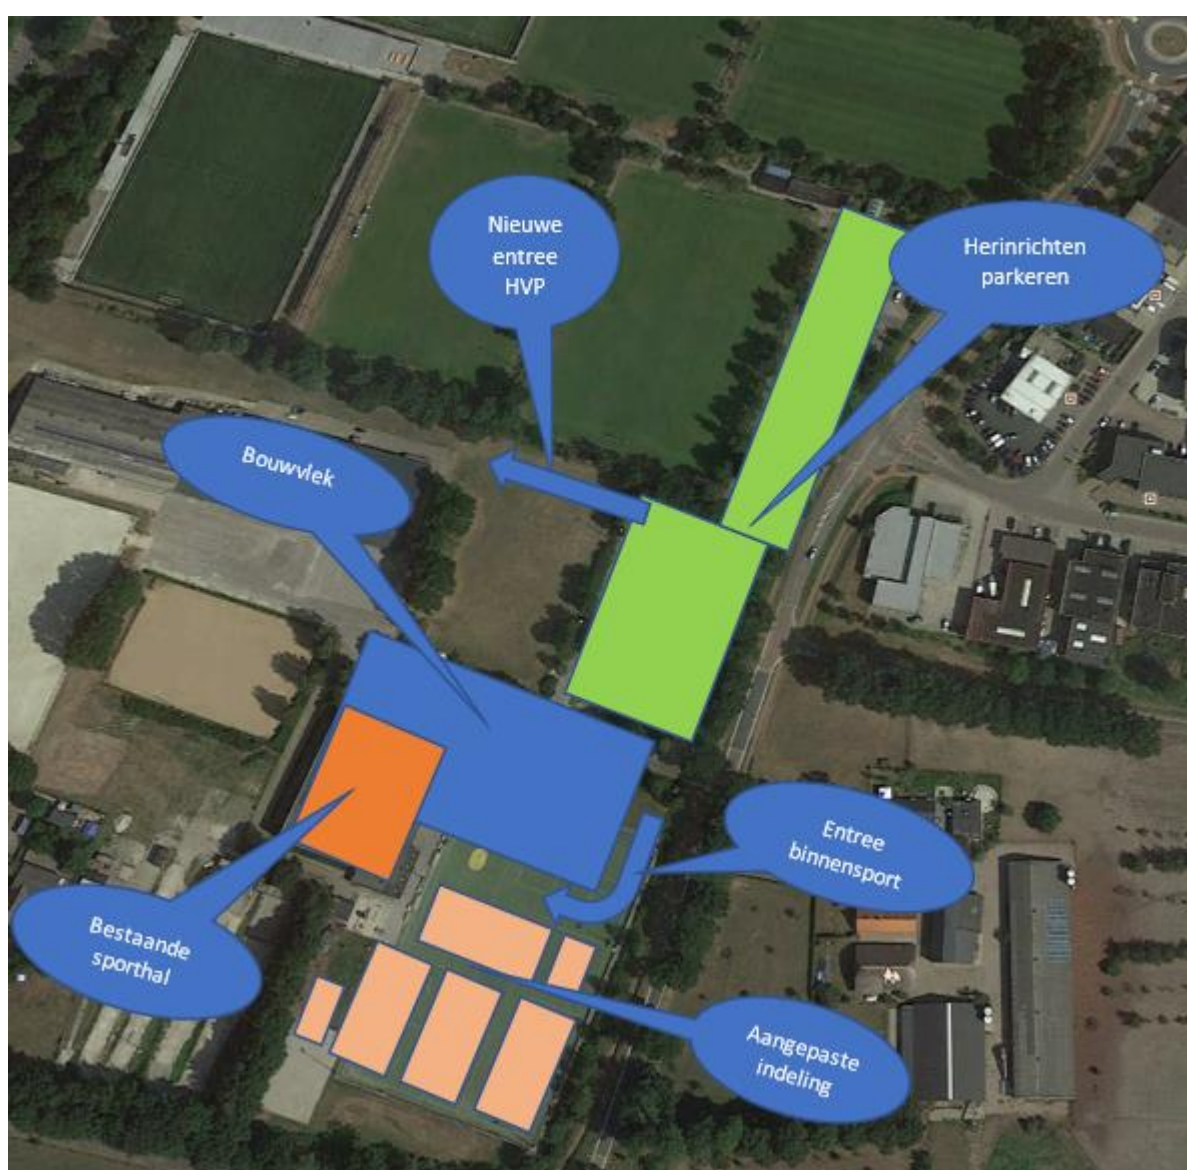 Nieuwe
entree
HVP
Herinrichten
parkeren
Bouwvlek
Entree
binnensport
Bestaande
sporthal
Aangepaste
indeling